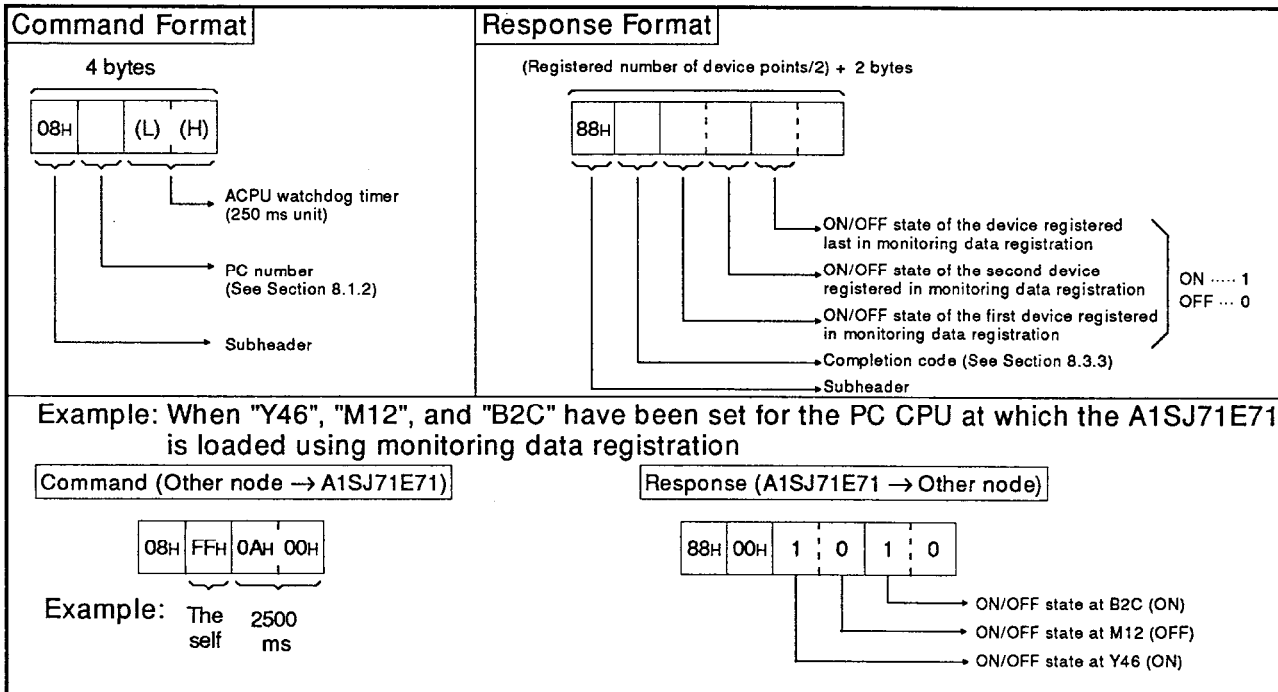 Command Format
4 bytes
08H (L) (H)
ACPU watchdog timer
(250 ms unit)
PC number
(See Section 8.1.2)
Subheader
Response Format
(Registered number of device points/2) + 2 bytes
88H
ON/OFF state of the device registered
last in monitoring data registration
ON/OFF state of the second device
registered in monitoring data registration
ON/OFF state of the first device registered
in monitoring data registration
ON ····· 1
OFF ··· 0
Completion code (See Section 8.3.3)
Subheader
Example: When "Y46", "M12", and "B2C" have been set for the PC CPU at which the A1SJ71E71
is loaded using monitoring data registration
Command (Other node → A1SJ71E71)
08H FFH 0AH 00H
Example: The self 2500 ms
Response (A1SJ71E71 → Other node)
88H 00H 1 0 1 0
ON/OFF state at B2C (ON)
ON/OFF state at M12 (OFF)
ON/OFF state at Y46 (ON)